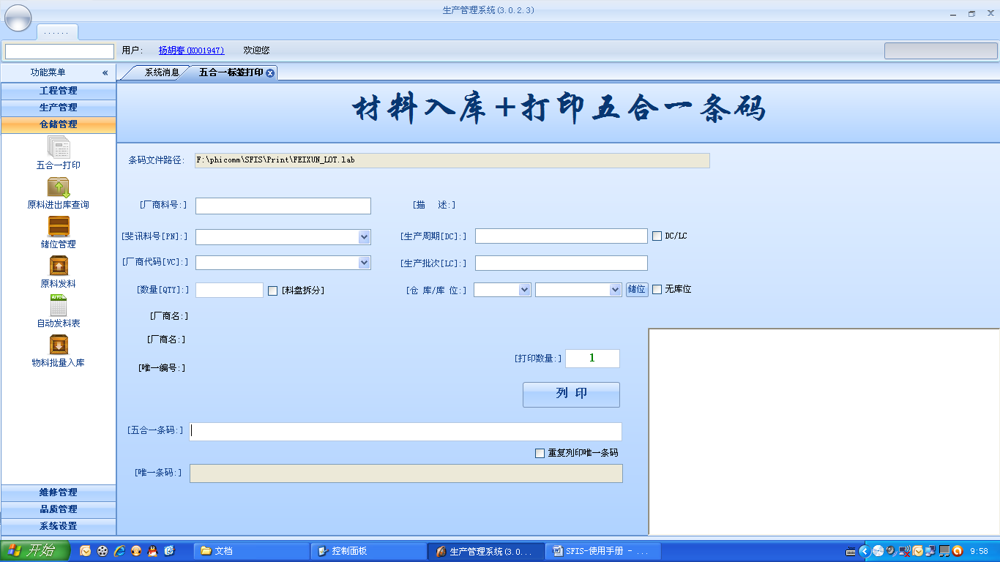 生产管理系统(3.0.2.3)
......
用户: 杨胡春(K001947) 欢迎您
功能菜单 «
系统消息 五合一标签打印
工程管理
生产管理
仓储管理
五合一打印
原料进出库查询
储位管理
原料发料
AUTO
自动发料表
物料批量入库
维修管理
品质管理
系统设置
材料入库+打印五合一条码
条码文件路径: F:\phicomm\SFIS\Print\FEIXUN_LOT.lab
[厂商料号:] [描 述:]
[斐讯料号[PN]:] [生产周期[DC]:] DC/LC
[厂商代码[VC]:] [生产批次[LC]:]
[数量[QTY]:] [料盘拆分] [仓 库/库 位:] 储位 无库位
[厂商名:]
[厂商名:]
[打印数量:] 1
[唯一编号:]
列 印
[五合一条码:]
重复列印唯一条码
[唯一条码:]
开始 文档 控制面板 生产管理系统(3.0... SFIS-使用手册 - ... 9:58